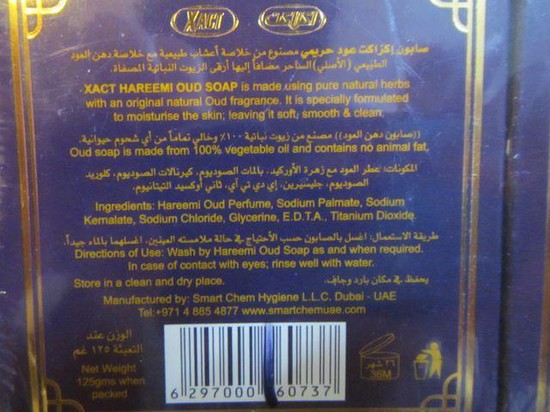 XACT اكزاكت
صابون إكزاكت عود حريمي مصنوع من خلاصة أعشاب طبيعية مع خلاصة دهن العود
الطبيعي (الأصلي) الساحر مضافاً إليها أرقى الزيوت النباتية المصفاة.
XACT HAREEMI OUD SOAP is made using pure natural herbs
with an original natural Oud fragrance. It is specially formulated
to moisturise the skin; leaving it soft, smooth & clean.
((صابون دهن العود)) مصنع من زيوت نباتية ١٠٠٪ وخالي تماماً من أي شحوم حيوانية.
Oud soap is made from 100% vegetable oil and contains no animal fat,
المكونات: عطر العود مع زهرة الأوركيد، بالمات الصوديوم، كيرنالات الصوديوم، كلوريد
الصوديوم، جليسيرين، إي دي تي أي، ثاني أوكسيد التيتانيوم.
Ingredients: Hareemi Oud Perfume, Sodium Palmate, Sodium
Kernalate, Sodium Chloride, Glycerine, E.D.T.A., Titanium Dioxide.
طريقة الاستعمال: اغسل بالصابون حسب الأحتياج في حالة ملامسته العينين، اغسلهما بالماء جيداً.
Directions of Use: Wash by Hareemi Oud Soap as and when required.
In case of contact with eyes; rinse well with water.
يحفظ في مكان بارد وجاف.
Store in a clean and dry place.
Manufactured by: Smart Chem Hygiene L.L.C. Dubai - UAE
Tel:+971 4 885 4877 www.smartchemuae.com
الوزن عند
التعبئة ١٢٥ غم
Net Weight
125gms when
packed
6 297000 60737
٣٦ شهر
36M